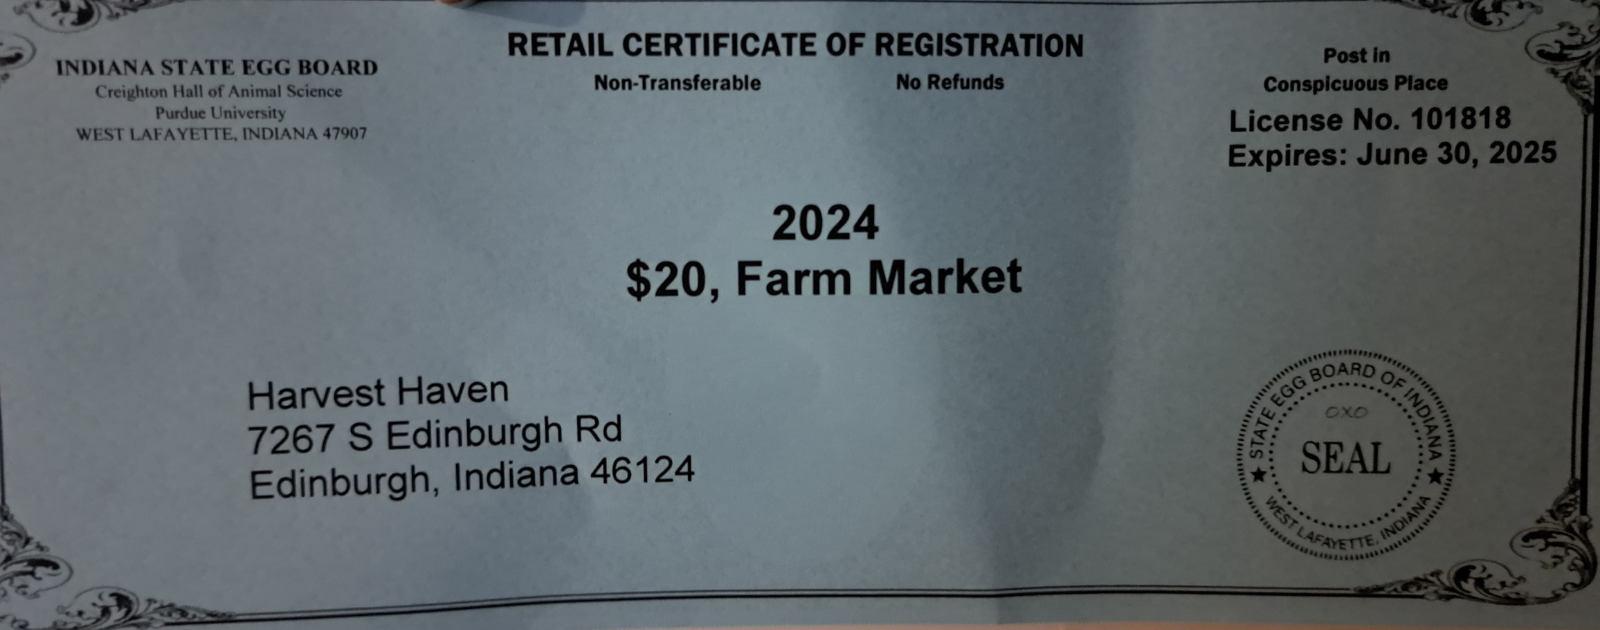 INDIANA STATE EGG BOARD
Creighton Hall of Animal Science
Purdue University
WEST LAFAYETTE, INDIANA 47907
RETAIL CERTIFICATE OF REGISTRATION
Non-Transferable No Refunds
Post in
Conspicuous Place
License No. 101818
Expires: June 30, 2025
2024
$20, Farm Market
Harvest Haven
7267 S Edinburgh Rd
Edinburgh, Indiana 46124
STATE EGG BOARD OF INDIANA
OXO
SEAL
WEST LAFAYETTE, INDIANA